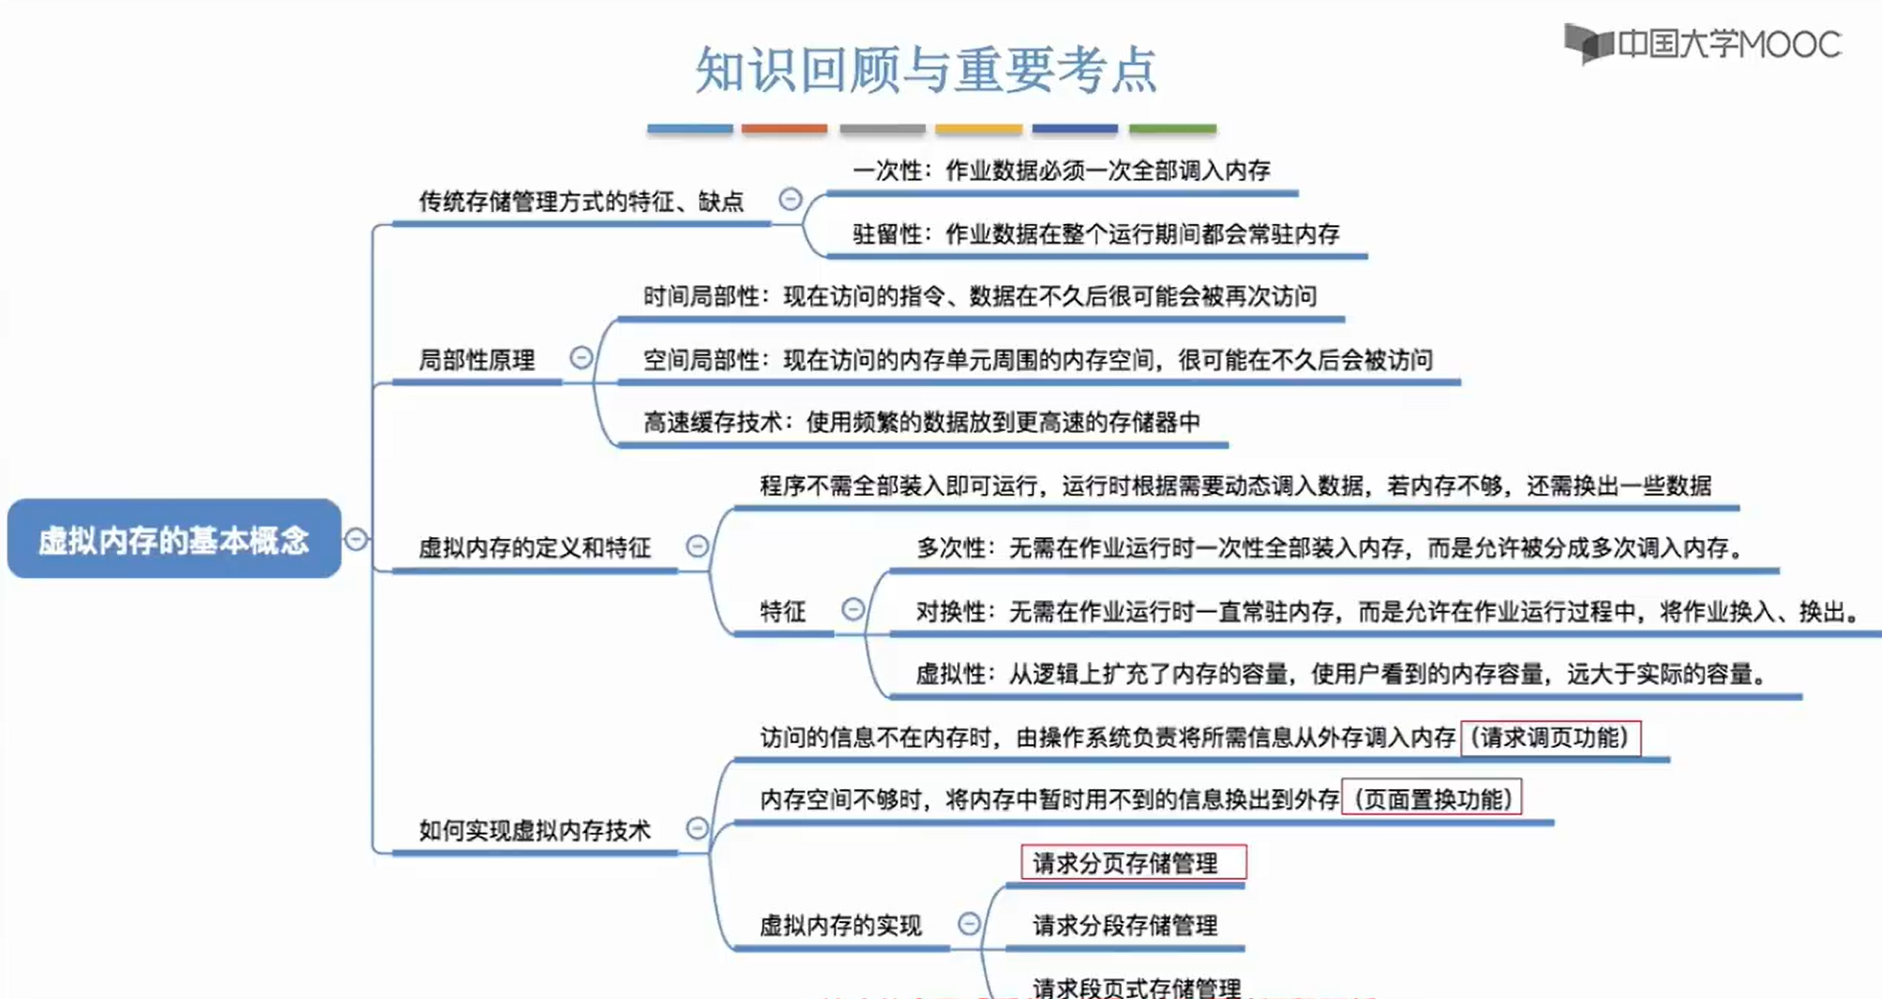 中国大学MOOC
知识回顾与重要考点
一次性：作业数据必须一次全部调入内存
传统存储管理方式的特征、缺点
驻留性：作业数据在整个运行期间都会常驻内存
时间局部性：现在访问的指令、数据在不久后很可能会被再次访问
局部性原理
空间局部性：现在访问的内存单元周围的内存空间，很可能在不久后会被访问
高速缓存技术：使用频繁的数据放到更高速的存储器中
程序不需全部装入即可运行，运行时根据需要动态调入数据，若内存不够，还需换出一些数据
虚拟内存的基本概念
虚拟内存的定义和特征
多次性：无需在作业运行时一次性全部装入内存，而是允许被分成多次调入内存。
特征
对换性：无需在作业运行时一直常驻内存，而是允许在作业运行过程中，将作业换入、换出。
虚拟性：从逻辑上扩充了内存的容量，使用户看到的内存容量，远大于实际的容量。
访问的信息不在内存时，由操作系统负责将所需信息从外存调入内存（请求调页功能）
内存空间不够时，将内存中暂时用不到的信息换出到外存（页面置换功能）
如何实现虚拟内存技术
请求分页存储管理
虚拟内存的实现
请求分段存储管理
请求段页式存储管理